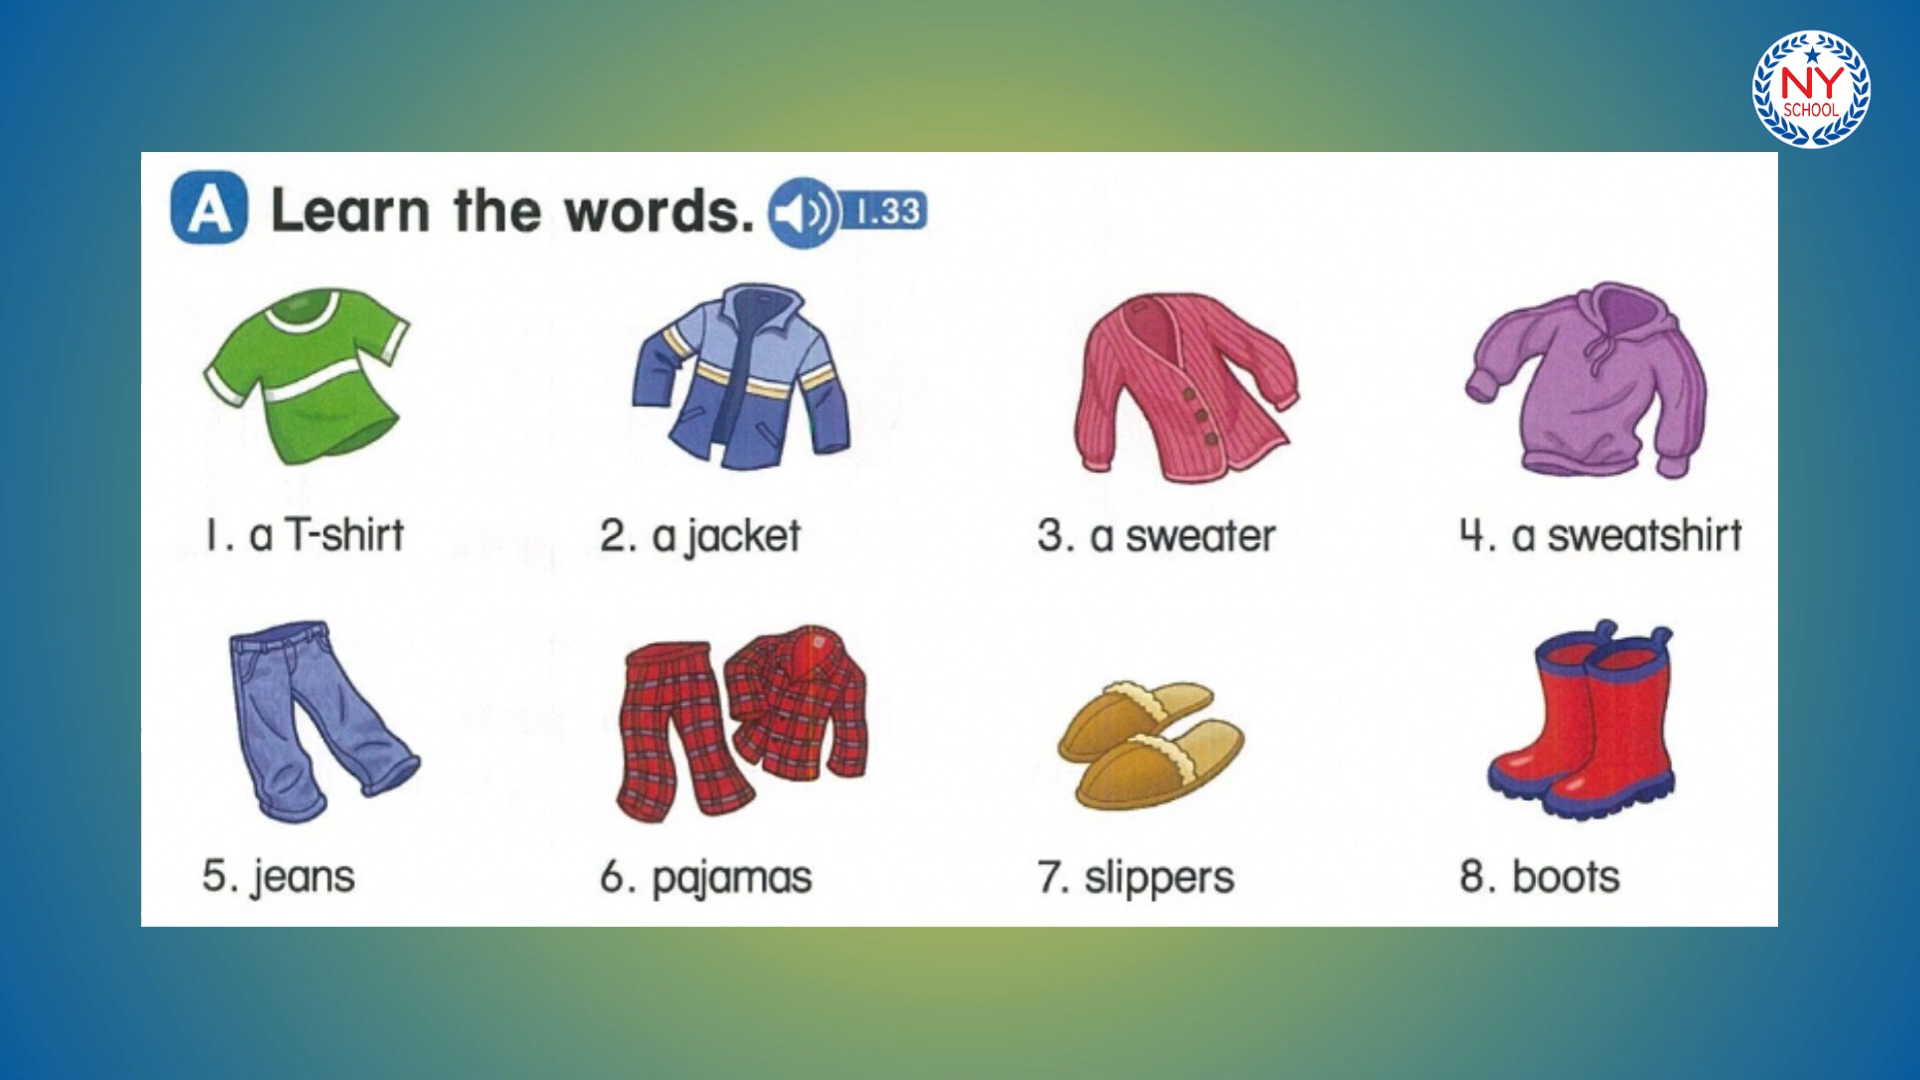 NY
SCHOOL
A Learn the words. 1.33
1. a T-shirt 2. a jacket 3. a sweater 4. a sweatshirt
5. jeans 6. pajamas 7. slippers 8. boots